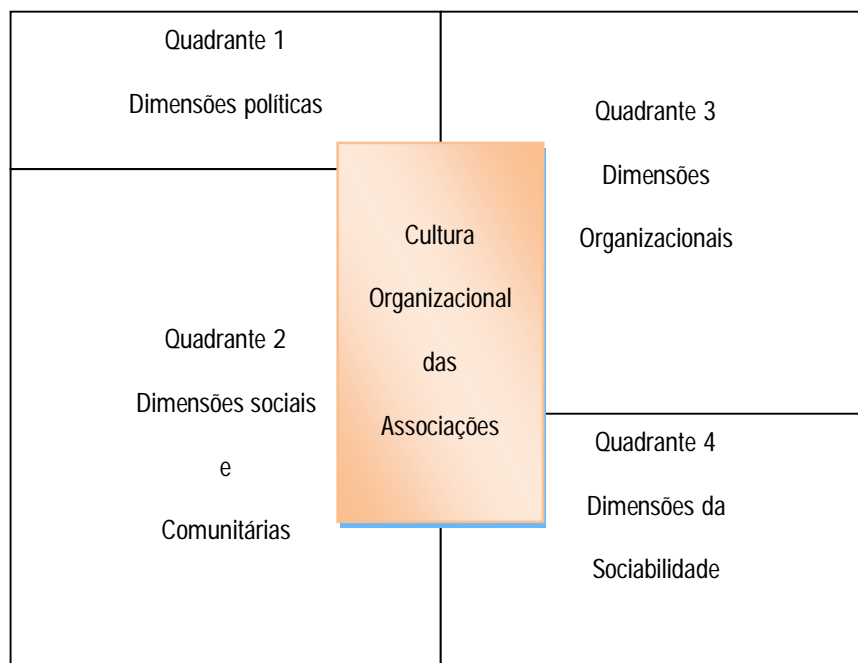 Quadrante 1
Dimensões políticas
Quadrante 2
Dimensões sociais
e
Comunitárias
Cultura
Organizacional
das
Associações
Quadrante 3
Dimensões
Organizacionais
Quadrante 4
Dimensões da
Sociabilidade